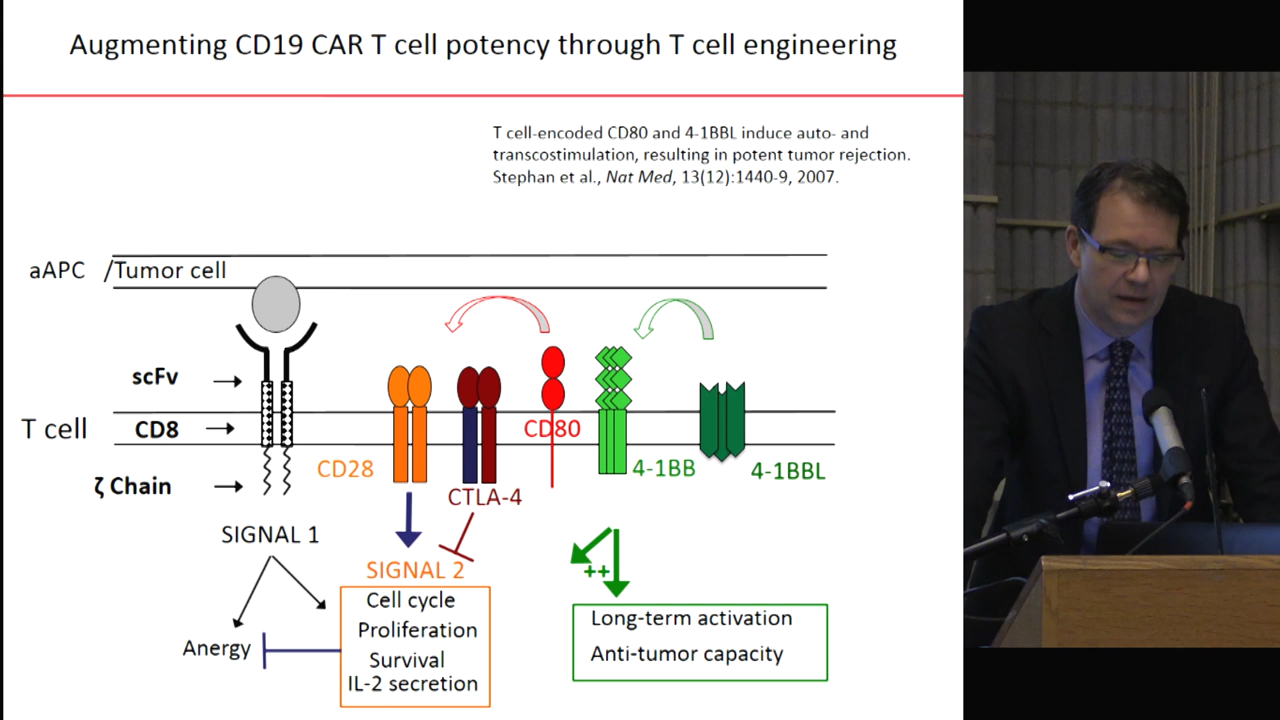 Augmenting CD19 CAR T cell potency through T cell engineering
T cell-encoded CD80 and 4-1BBL induce auto- and
transcostimulation, resulting in potent tumor rejection.
Stephan et al., Nat Med, 13(12):1440-9, 2007.
aAPC /Tumor cell
scFv
T cell
CD8
CD80
ζ Chain
CD28
CTLA-4
4-1BB
4-1BBL
SIGNAL 1
SIGNAL 2
++
Cell cycle
Proliferation
Survival
IL-2 secretion
Anergy
Long-term activation
Anti-tumor capacity